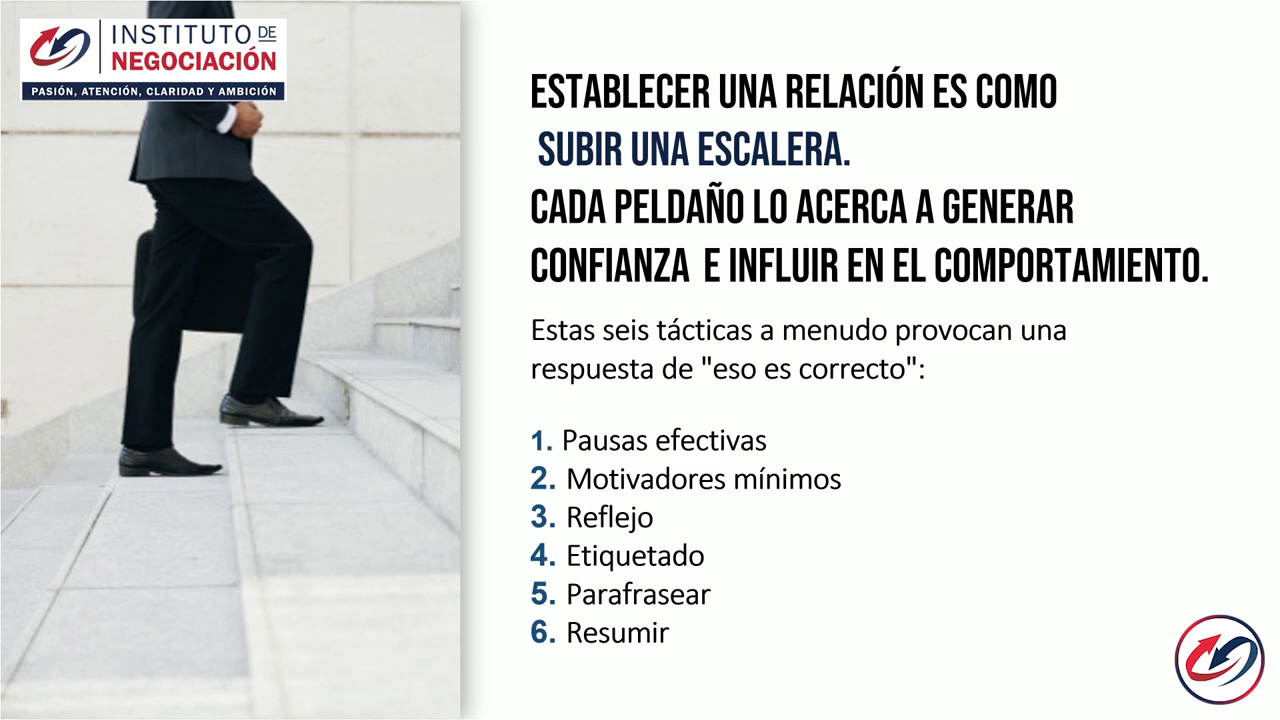 INSTITUTO DE
NEGOCIACIÓN
PASIÓN, ATENCIÓN, CLARIDAD Y AMBICIÓN
ESTABLECER UNA RELACIÓN ES COMO
SUBIR UNA ESCALERA.
CADA PELDAÑO LO ACERCA A GENERAR
CONFIANZA E INFLUIR EN EL COMPORTAMIENTO.
Estas seis tácticas a menudo provocan una
respuesta de "eso es correcto":
1. Pausas efectivas
2. Motivadores mínimos
3. Reflejo
4. Etiquetado
5. Parafrasear
6. Resumir